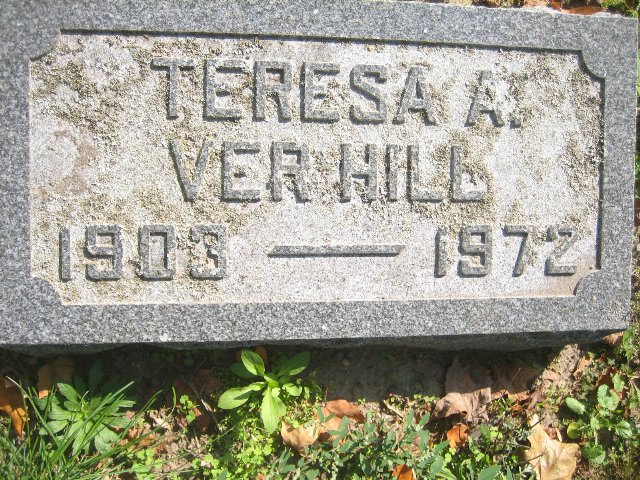 TERESA A.
VER HILL
1903 — 1972